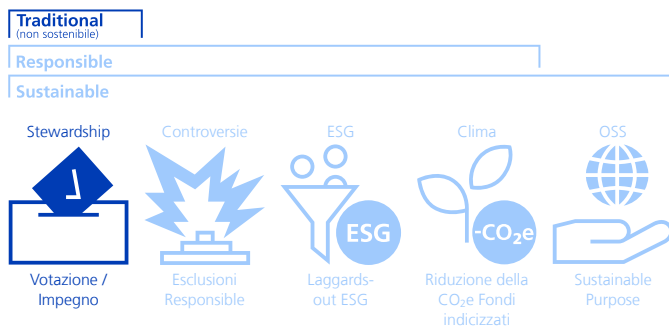 Traditional
(non sostenibile)
Responsible
Sustainable
Stewardship
Controversie
ESG
Clima
OSS
ESG
-CO₂e
Votazione /
Impegno
Esclusioni
Responsible
Laggards-
out ESG
Riduzione della
CO₂e Fondi
indicizzati
Sustainable
Purpose